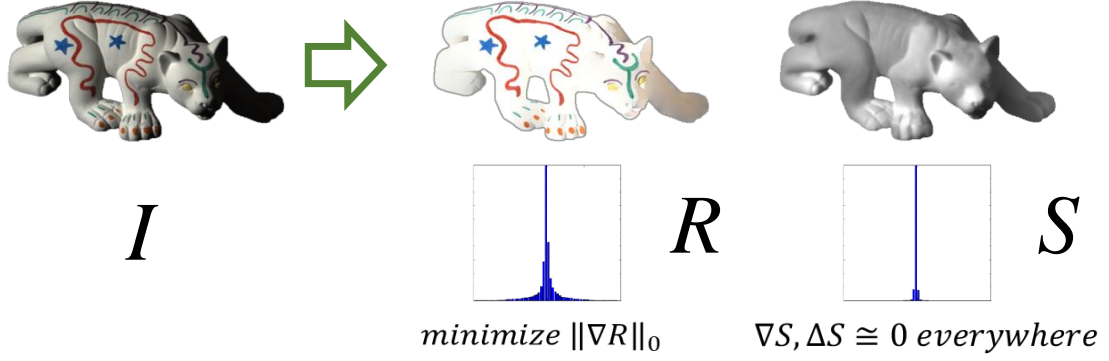 I
R
S
minimize ‖∇R‖₀
∇S, ΔS ≅ 0 everywhere